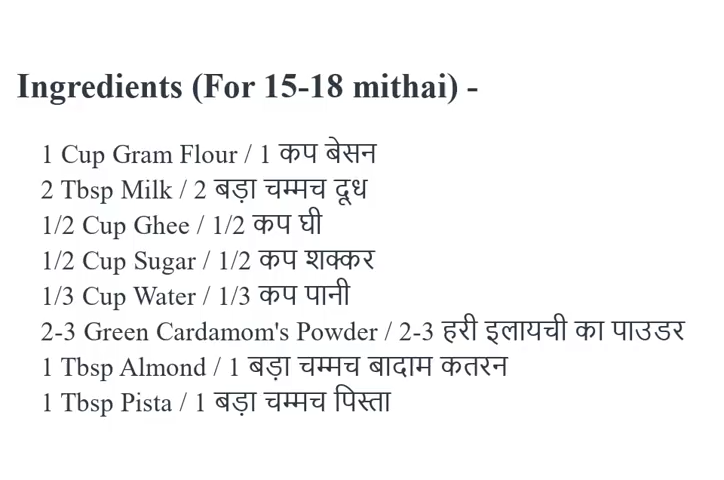 Ingredients (For 15-18 mithai) -
1 Cup Gram Flour / 1 कप बेसन
2 Tbsp Milk / 2 बड़ा चम्मच दूध
1/2 Cup Ghee / 1/2 कप घी
1/2 Cup Sugar / 1/2 कप शक्कर
1/3 Cup Water / 1/3 कप पानी
2-3 Green Cardamom's Powder / 2-3 हरी इलायची का पाउडर
1 Tbsp Almond / 1 बड़ा चम्मच बादाम कतरन
1 Tbsp Pista / 1 बड़ा चम्मच पिस्ता